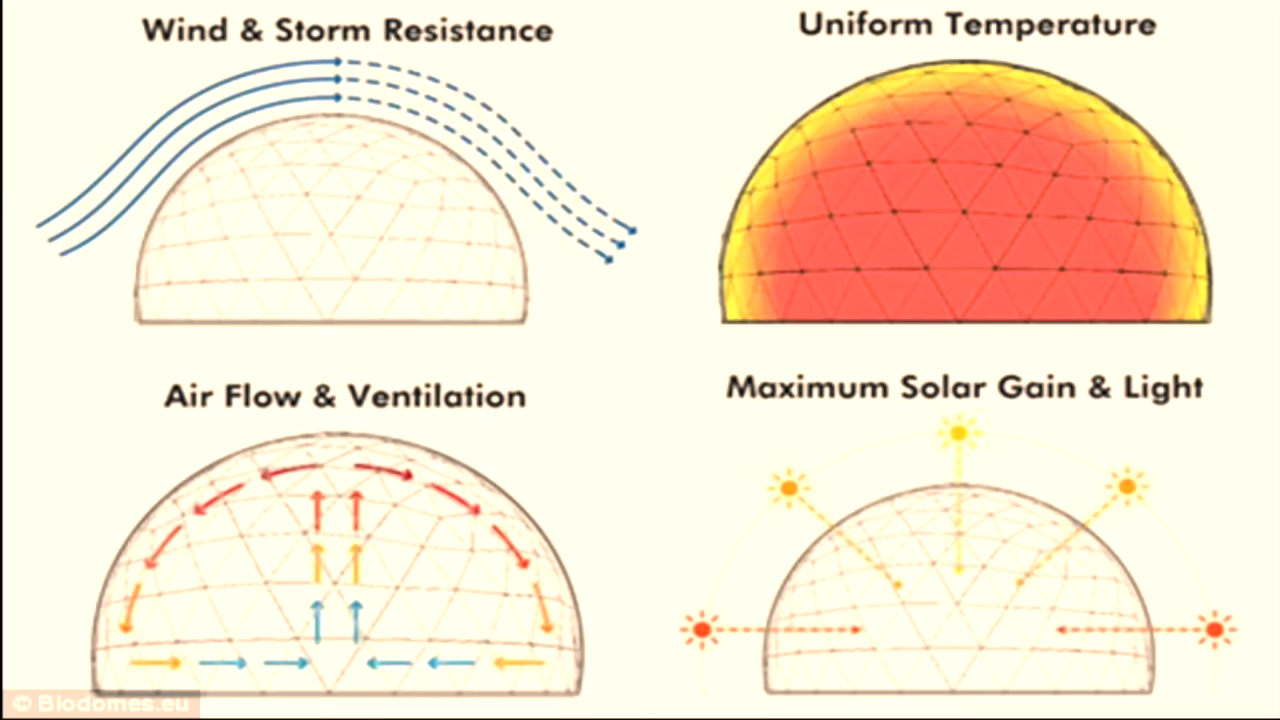 Wind & Storm Resistance
Uniform Temperature
Air Flow & Ventilation
Maximum Solar Gain & Light
© Biodomes.eu